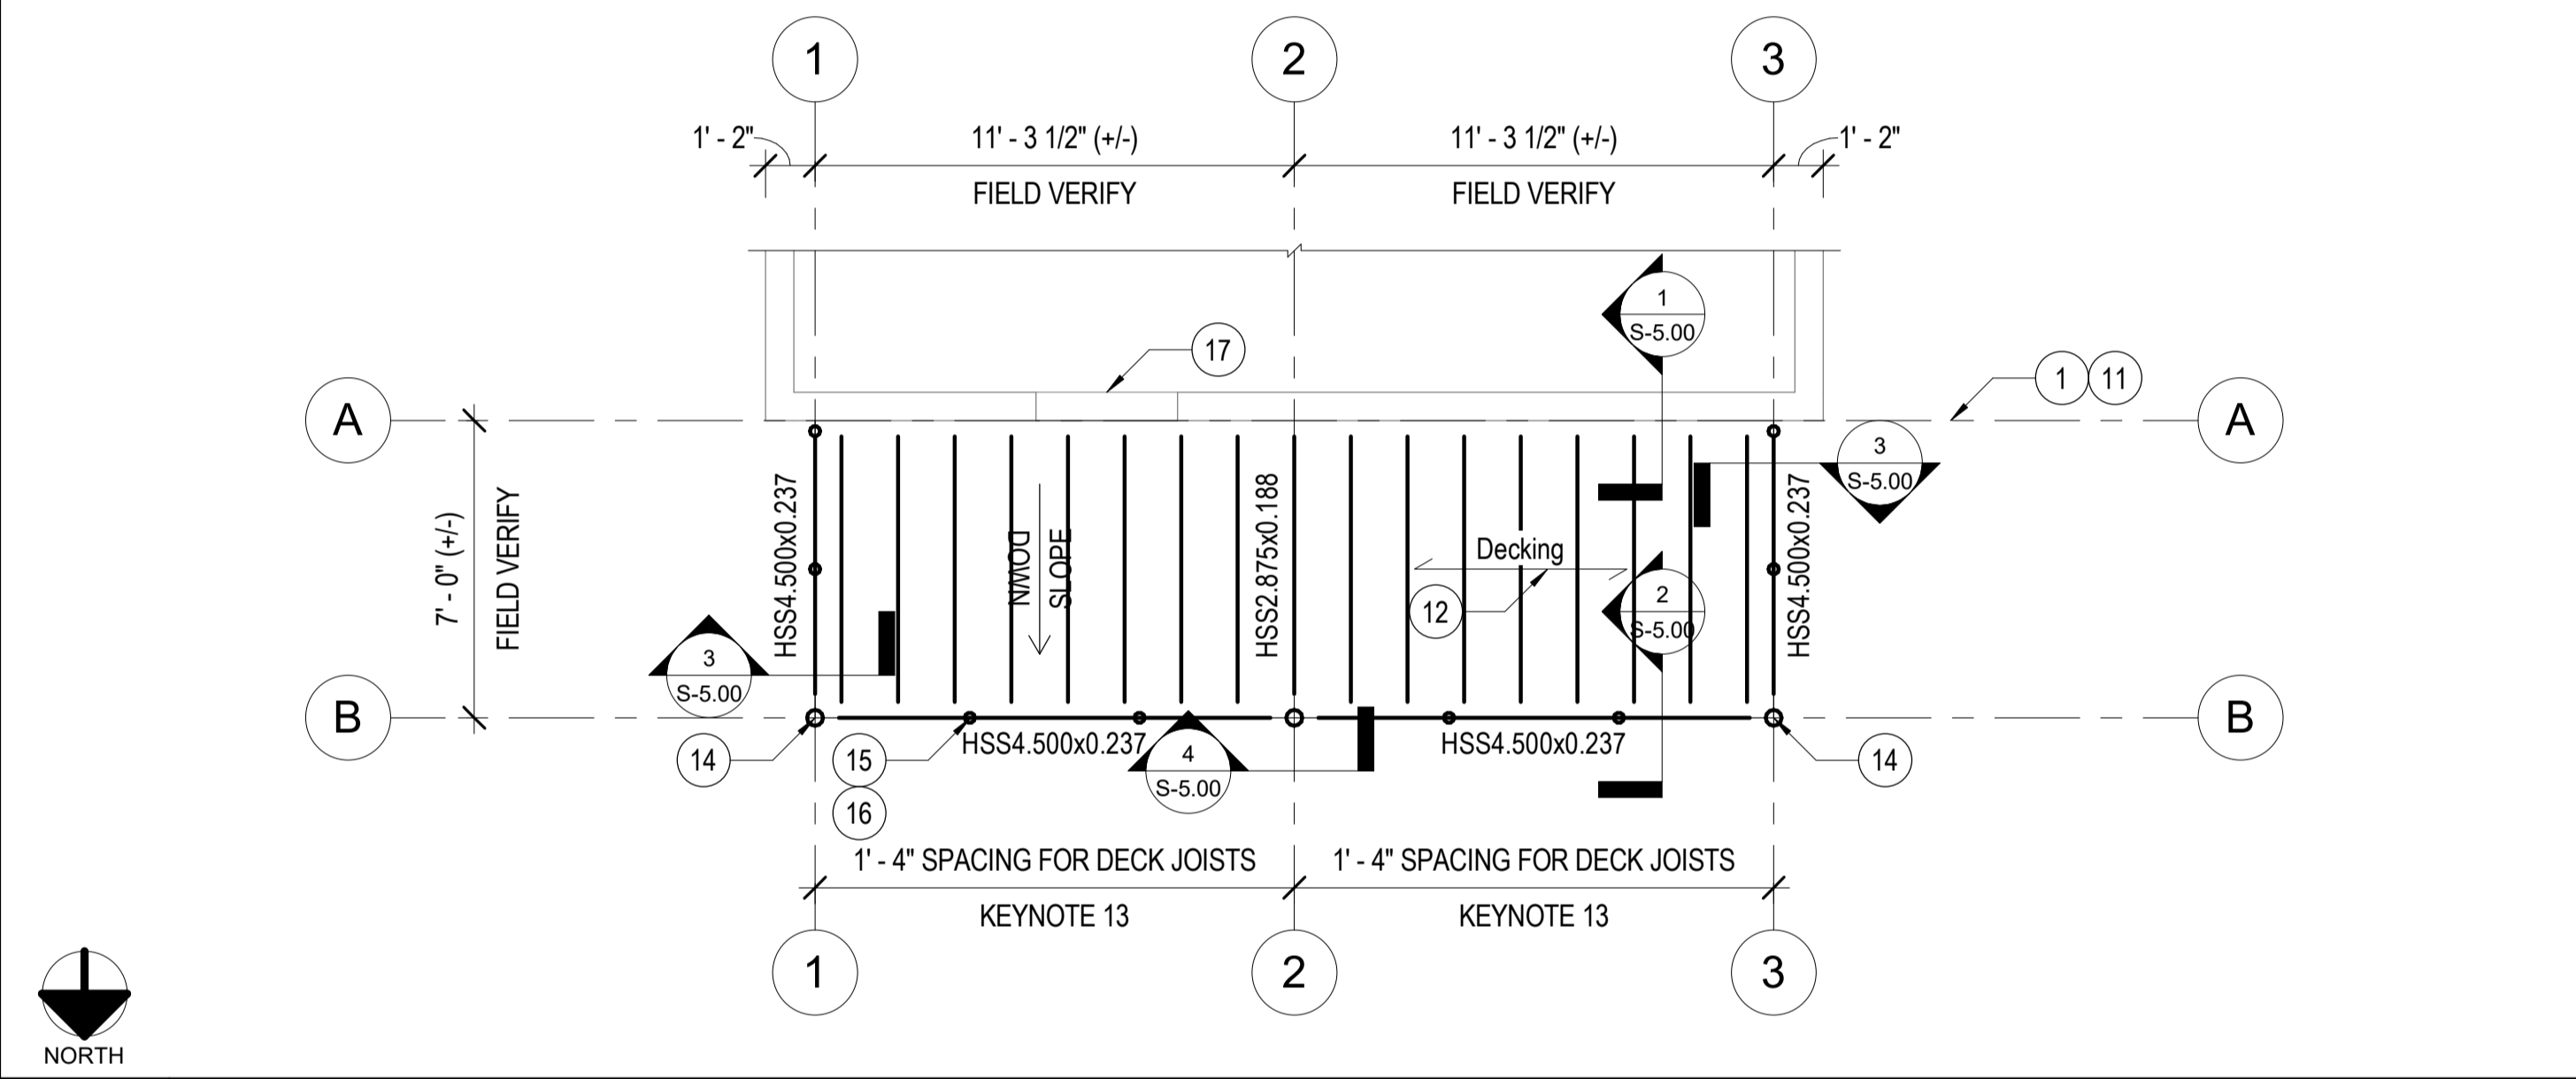 1
2
3
1' - 2"
11' - 3 1/2" (+/-)
11' - 3 1/2" (+/-)
1' - 2"
FIELD VERIFY
FIELD VERIFY
1
S-5.00
17
1
11
A
A
3
S-5.00
7' - 0" (+/-)
FIELD VERIFY
HSS4.500x0.237
DOWN
SLOPE
HSS2.875x0.188
Decking
12
2
S-5.00
HSS4.500x0.237
3
S-5.00
B
B
14
15
16
HSS4.500x0.237
4
S-5.00
HSS4.500x0.237
14
1' - 4" SPACING FOR DECK JOISTS
1' - 4" SPACING FOR DECK JOISTS
KEYNOTE 13
KEYNOTE 13
1
2
3
NORTH